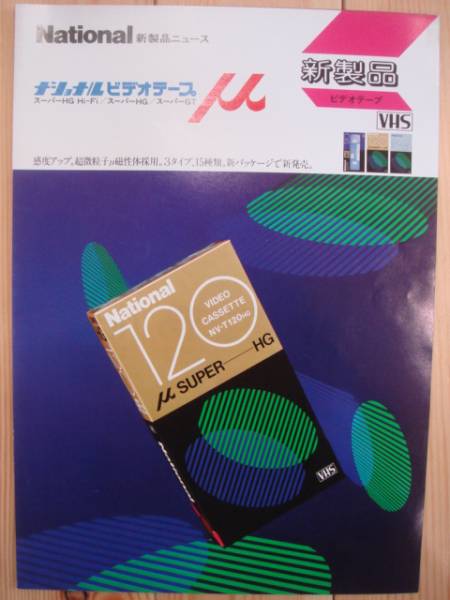 National 新製品ニュース
ナショナルビデオテープ μ
スーパーHG Hi-Fi/スーパーHG/スーパーGT
新製品
ビデオテープ
VHS
感度アップ。超微粒子μ磁性体採用。3タイプ、15種類。新パッケージで新発売。
National
120
VIDEO
CASSETTE
NV-T120HG
μ SUPER HG
VHS